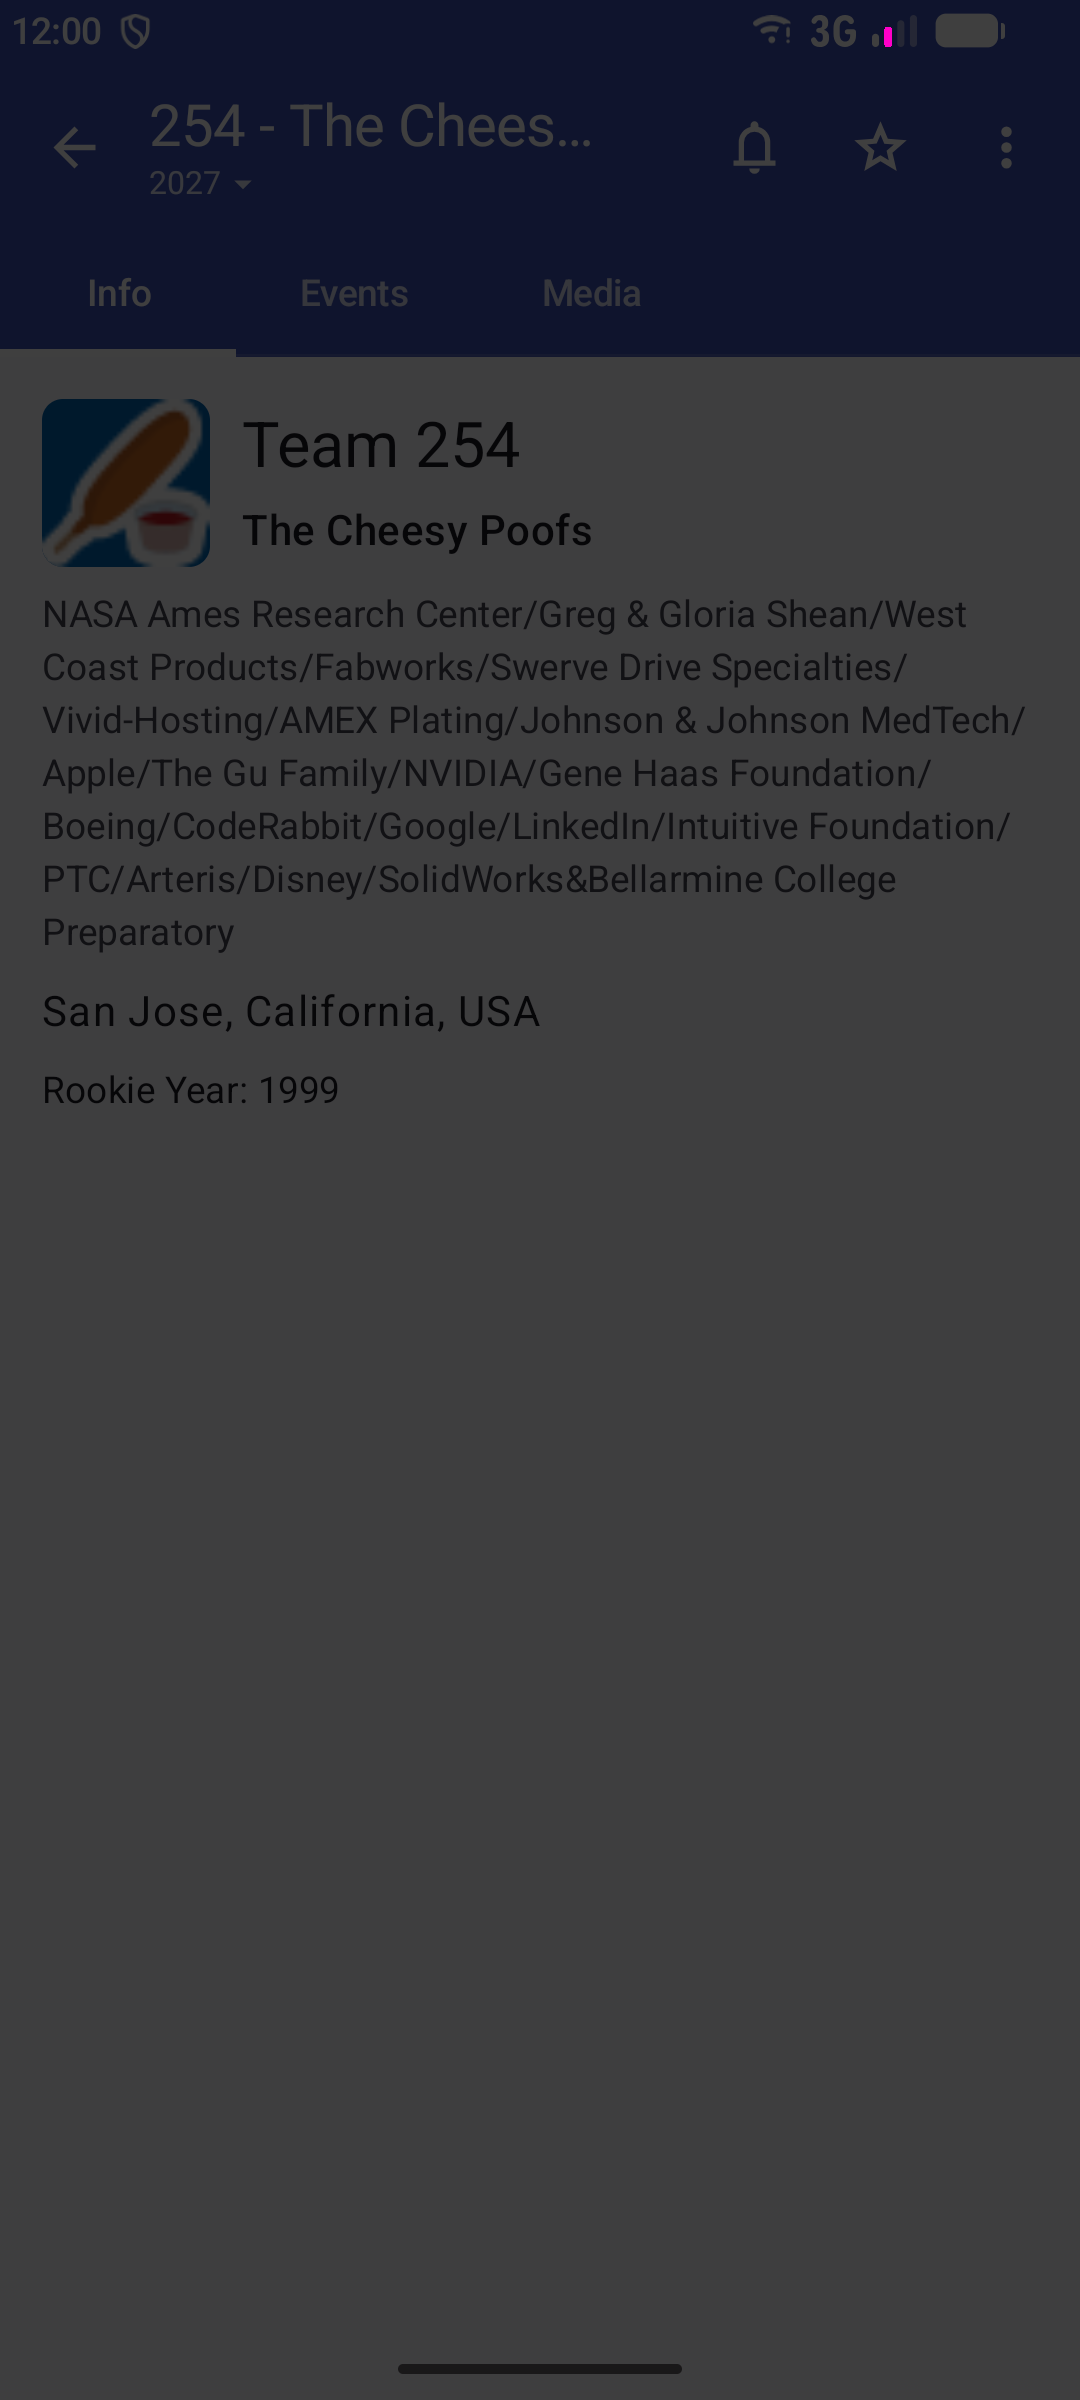 12:00
3G
254 - The Chees...
2027
Info
Events
Media
Team 254
The Cheesy Poofs
NASA Ames Research Center/Greg & Gloria Shean/West
Coast Products/Fabworks/Swerve Drive Specialties/
Vivid-Hosting/AMEX Plating/Johnson & Johnson MedTech/
Apple/The Gu Family/NVIDIA/Gene Haas Foundation/
Boeing/CodeRabbit/Google/LinkedIn/Intuitive Foundation/
PTC/Arteris/Disney/SolidWorks&Bellarmine College
Preparatory
San Jose, California, USA
Rookie Year: 1999